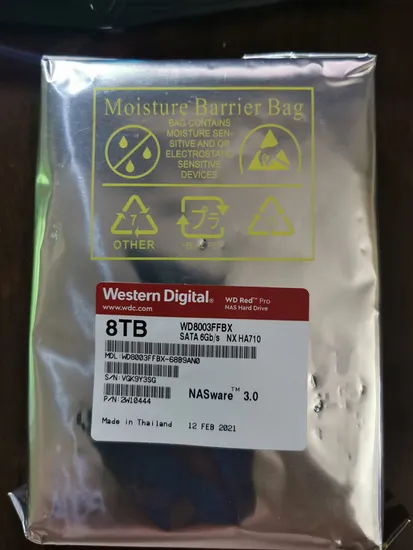 Moisture Barrier Bag
BAG CONTAINS
MOISTURE SEN-
SITIVE AND OR
ELECTROSTATIC
SENSITIVE
DEVICES
7
OTHER
プラ
Western Digital®
www.wdc.com
WD Red™ Pro
NAS Hard Drive
8TB
WD8003FFBX
SATA 6Gb/s NX HA710
MDL: WD8003FFBX-68B9AN0
S/N: VGK9Y3SG
P/N: 2W10444
NASware™ 3.0
Made in Thailand
12 FEB 2021